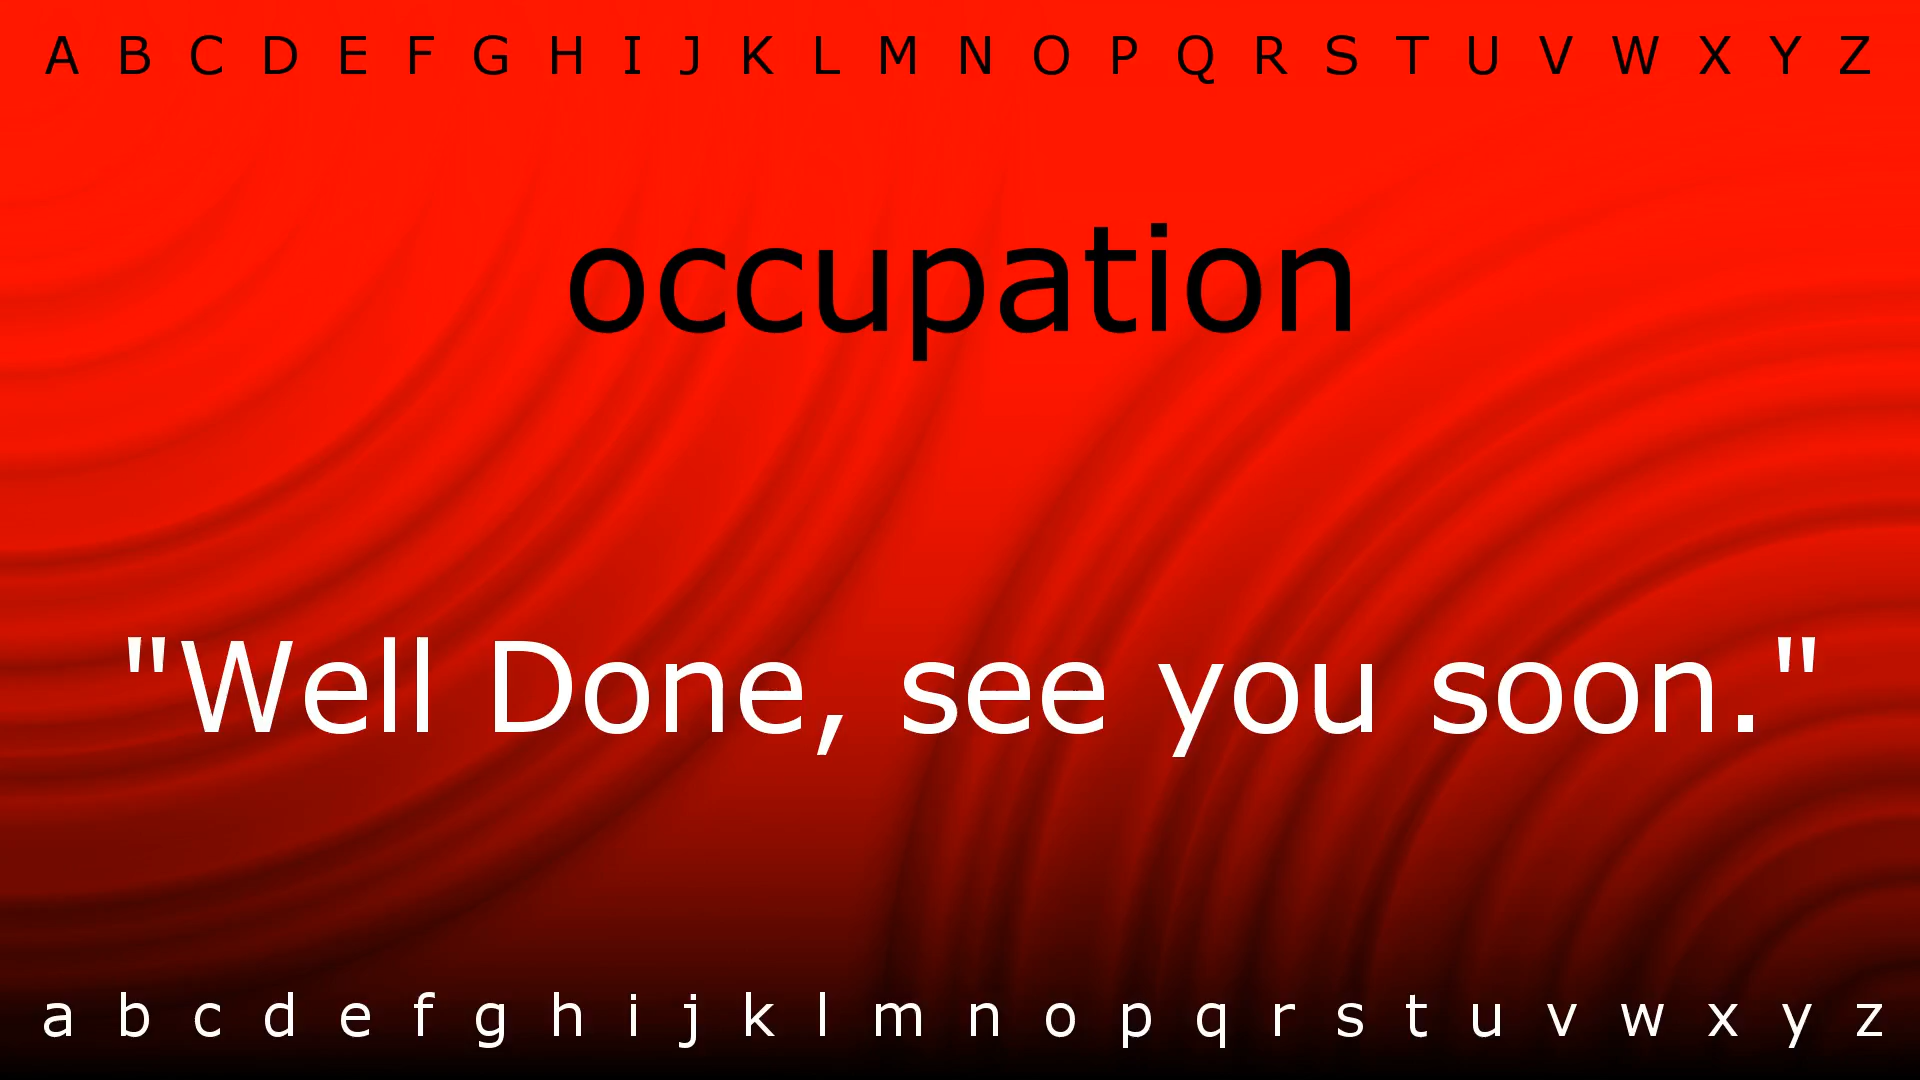 A B C D E F G H I J K L M N O P Q R S T U V W X Y Z
occupation
"Well Done, see you soon."
a b c d e f g h i j k l m n o p q r s t u v w x y z